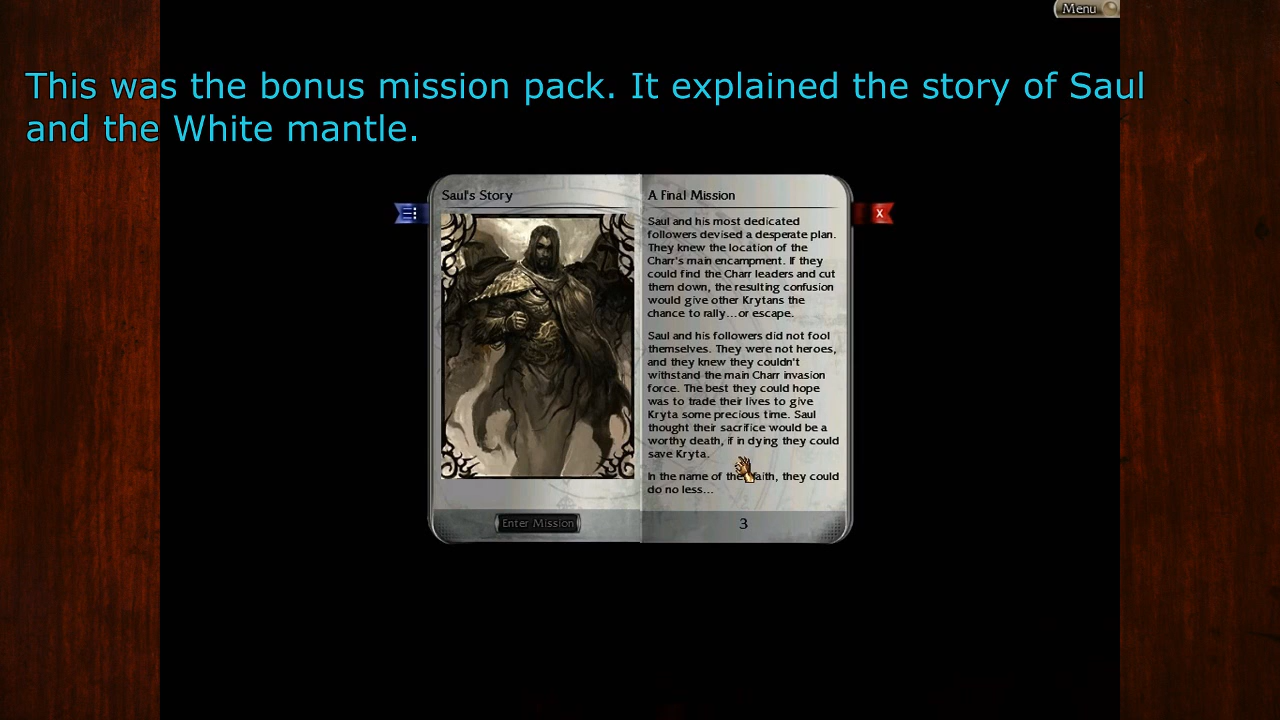 Menu
This was the bonus mission pack. It explained the story of Saul
and the White mantle.
Saul's Story
A Final Mission
Saul and his most dedicated
followers devised a desperate plan.
They knew the location of the
Charr's main encampment. If they
could find the Charr leaders and cut
them down, the resulting confusion
would give other Krytans the
chance to rally...or escape.
Saul and his followers did not fool
themselves. They were not heroes,
and they knew they couldn't
withstand the main Charr invasion
force. The best they could hope
was to trade their lives to give
Kryta some precious time. Saul
thought their sacrifice would be a
worthy death, if in dying they could
save Kryta.
In the name of the faith, they could
do no less...
Enter Mission
3
X